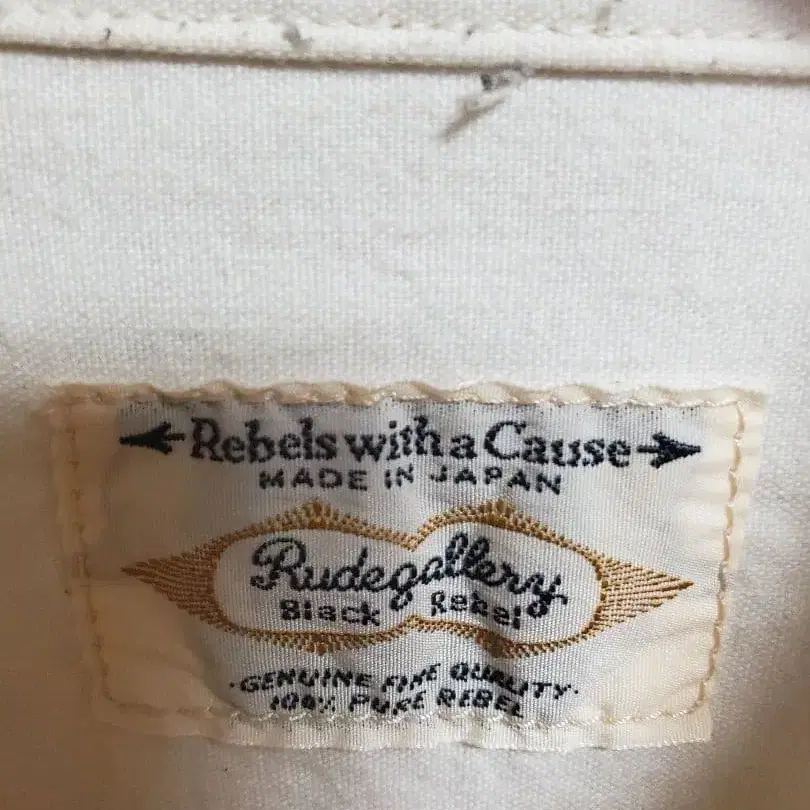 Rebels with a Cause
MADE IN JAPAN
Rudegallery
Black Rebel
·GENUINE FINE QUALITY·
100% PURE REBEL